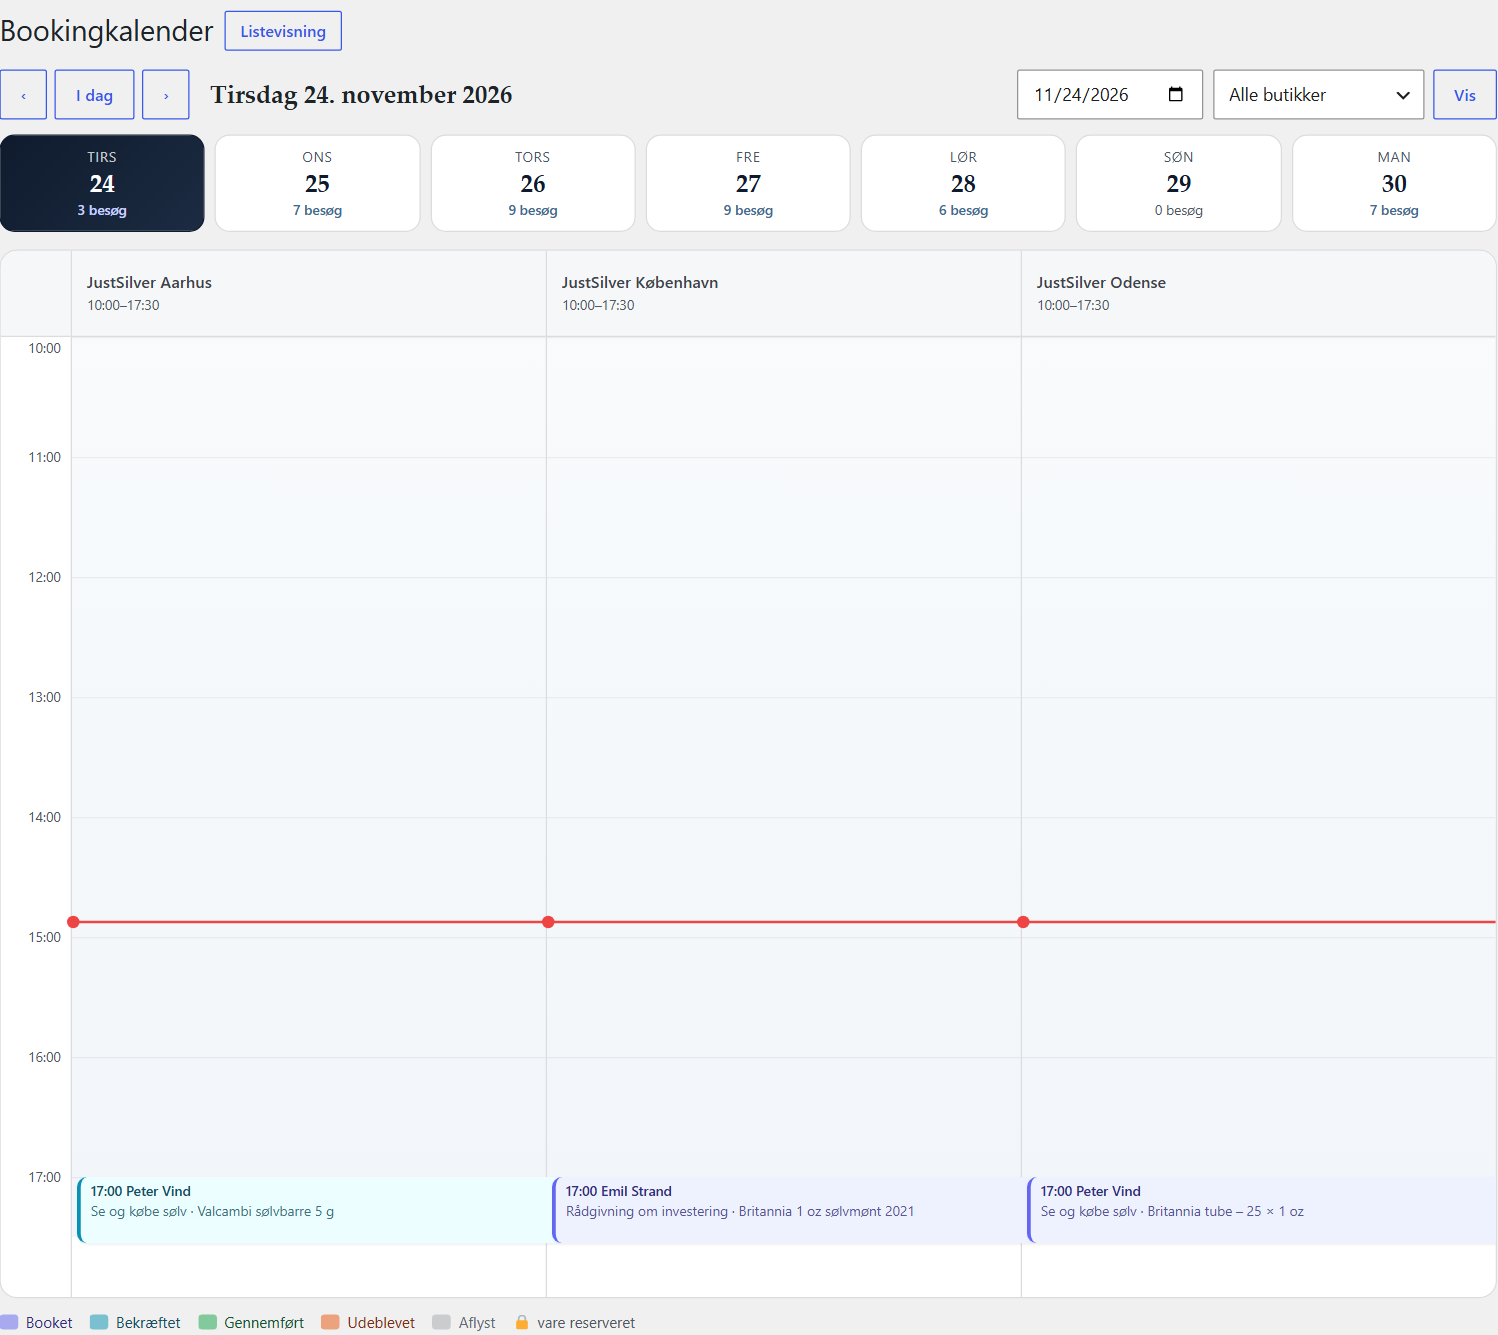 Bookingkalender
Listevisning
‹
I dag
›
Tirsdag 24. november 2026
11/24/2026
Alle butikker
Vis
TIRS
24
3 besøg
ONS
25
7 besøg
TORS
26
9 besøg
FRE
27
9 besøg
LØR
28
6 besøg
SØN
29
0 besøg
MAN
30
7 besøg
JustSilver Aarhus
10:00–17:30
JustSilver København
10:00–17:30
JustSilver Odense
10:00–17:30
10:00
11:00
12:00
13:00
14:00
15:00
16:00
17:00
17:00 Peter Vind
Se og købe sølv · Valcambi sølvbarre 5 g
17:00 Emil Strand
Rådgivning om investering · Britannia 1 oz sølvmønt 2021
17:00 Peter Vind
Se og købe sølv · Britannia tube – 25 × 1 oz
Booket
Bekræftet
Gennemført
Udeblevet
Aflyst
vare reserveret